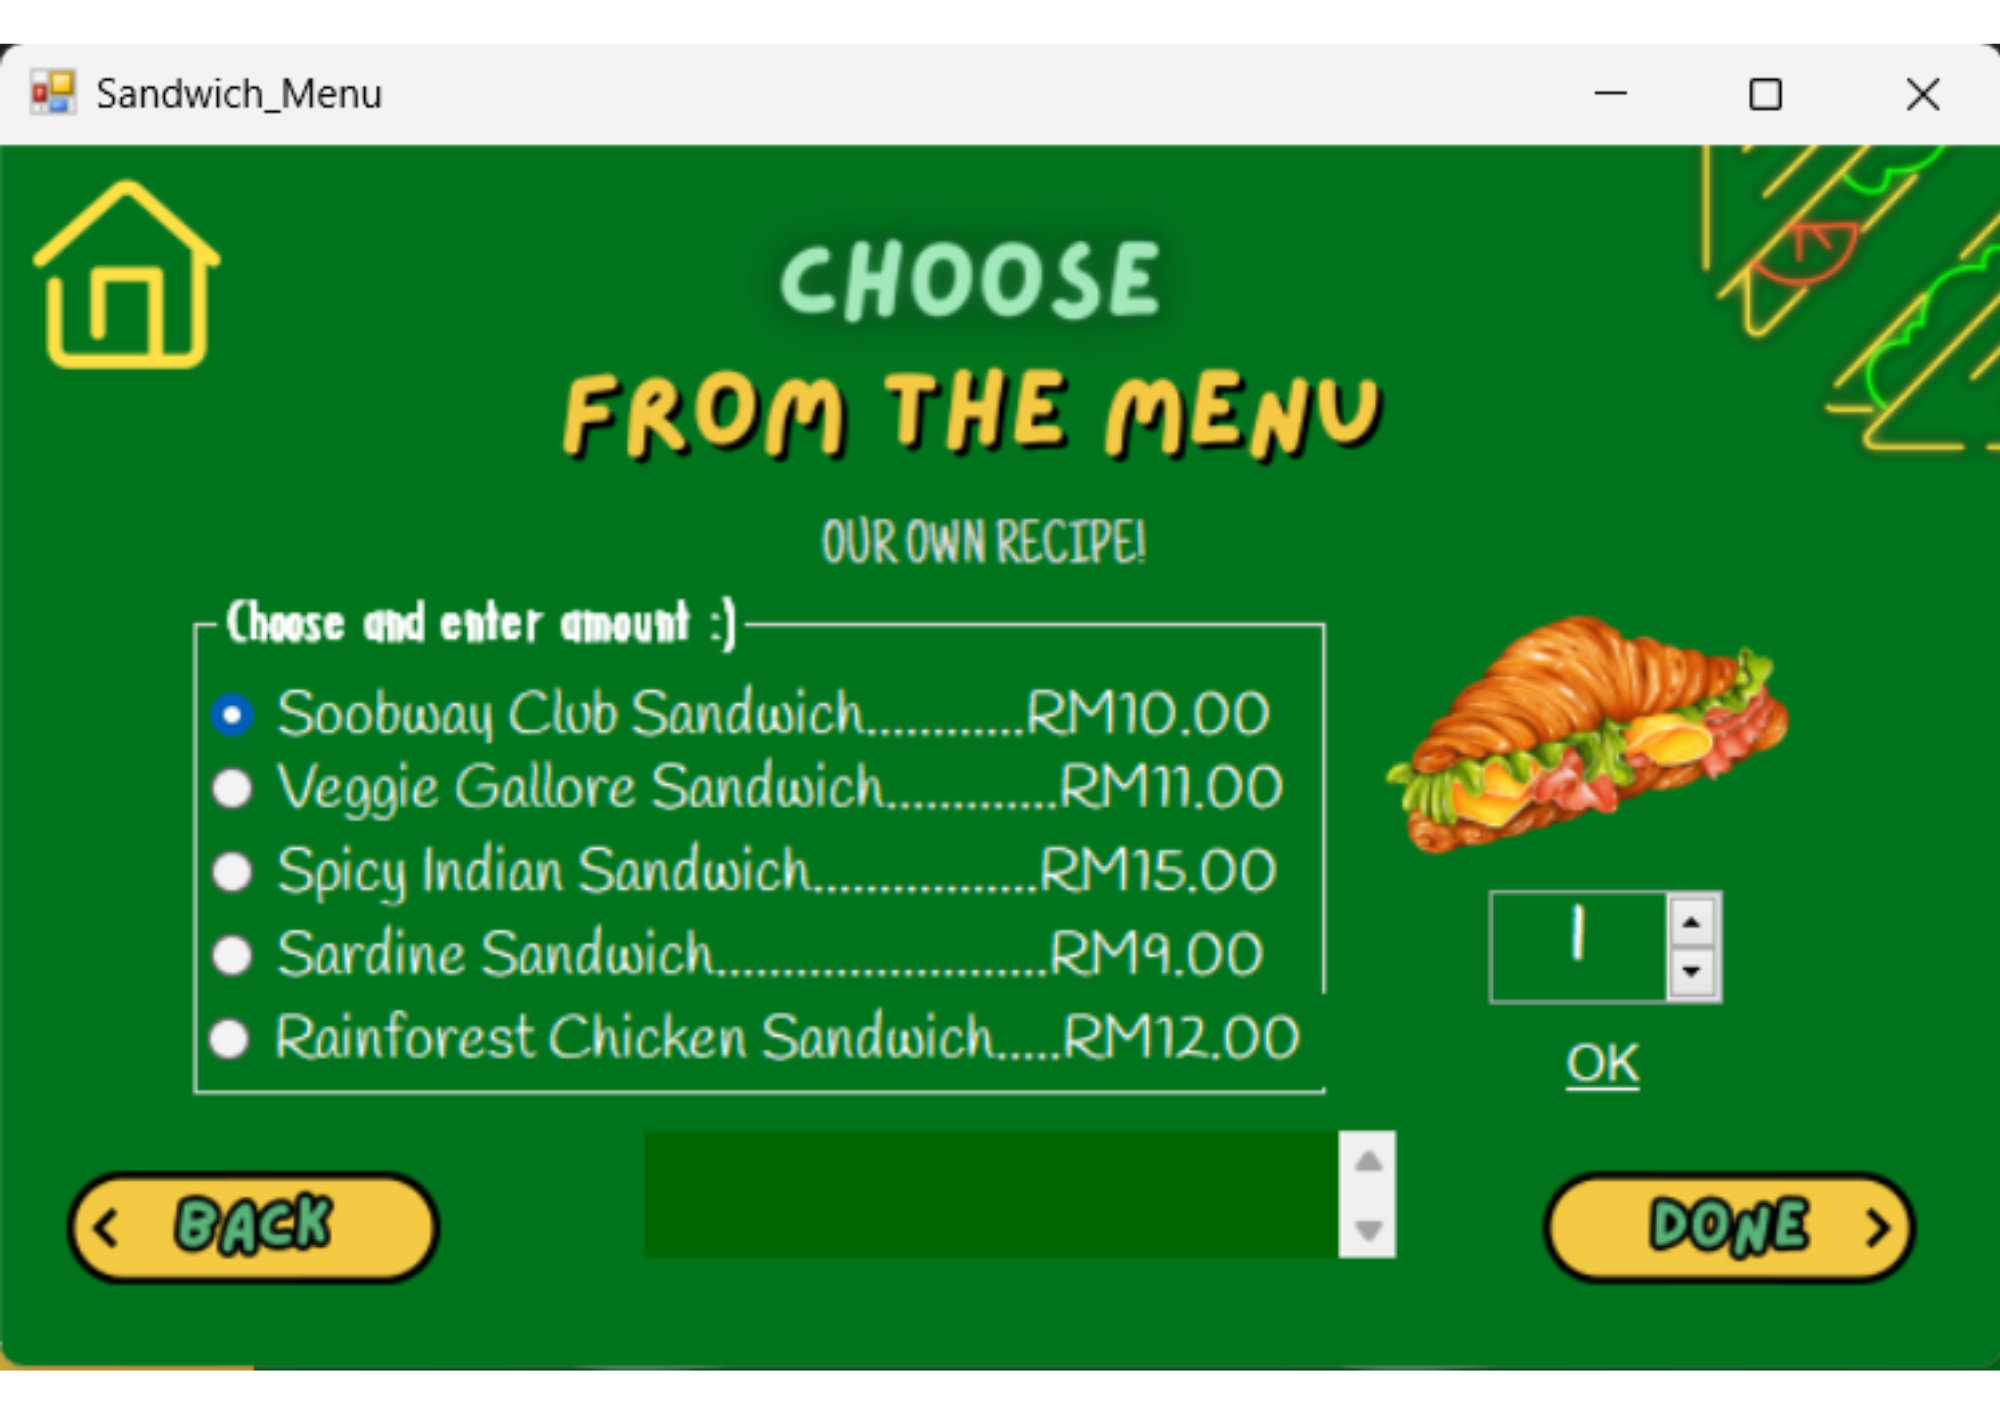 Sandwich_Menu
CHOOSE
FROM THE MENU
OUR OWN RECIPE!
Choose and enter amount :)
Soobway Club Sandwich............RM10.00
Veggie Gallore Sandwich.............RM11.00
Spicy Indian Sandwich.................RM15.00
Sardine Sandwich.........................RM9.00
Rainforest Chicken Sandwich.....RM12.00
1
OK
< BACK
DONE >